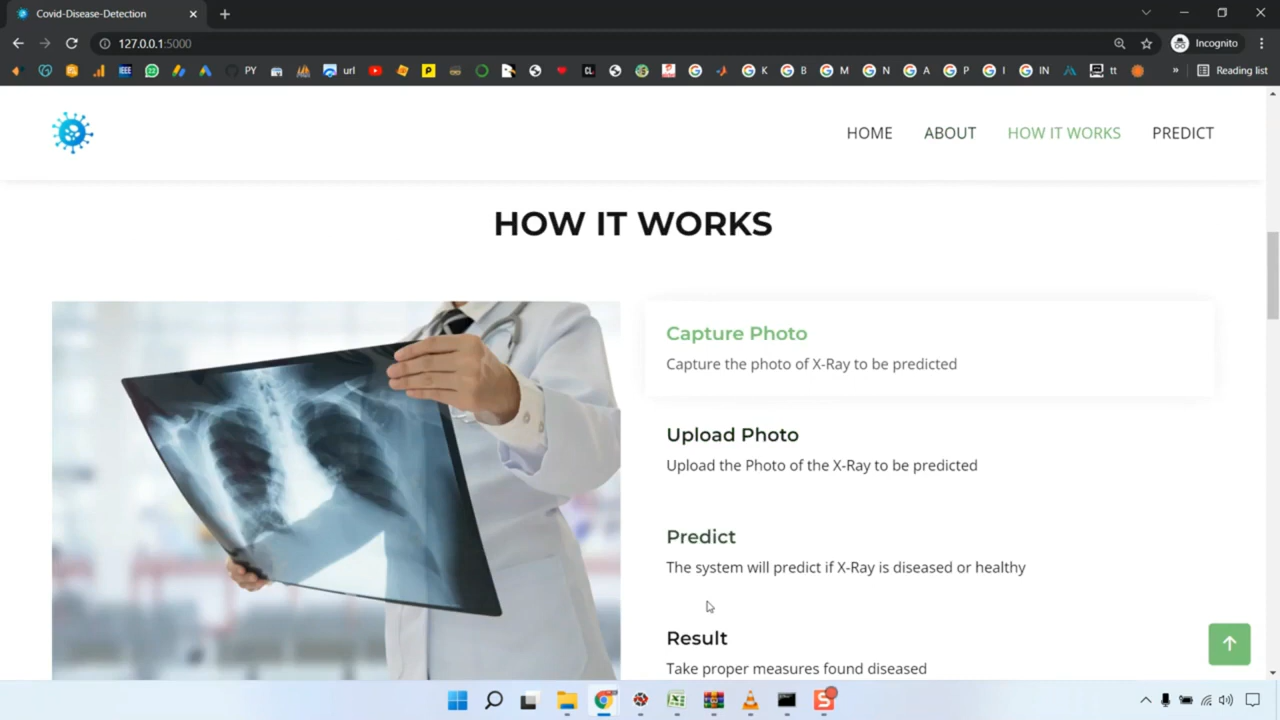 Covid-Disease-Detection
127.0.0.1:5000
Incognito
PY
url
K
B
M
N
A
P
I
IN
tt
»
Reading list
HOME ABOUT HOW IT WORKS PREDICT
HOW IT WORKS
Capture Photo
Capture the photo of X-Ray to be predicted
Upload Photo
Upload the Photo of the X-Ray to be predicted
Predict
The system will predict if X-Ray is diseased or healthy
Result
Take proper measures found diseased